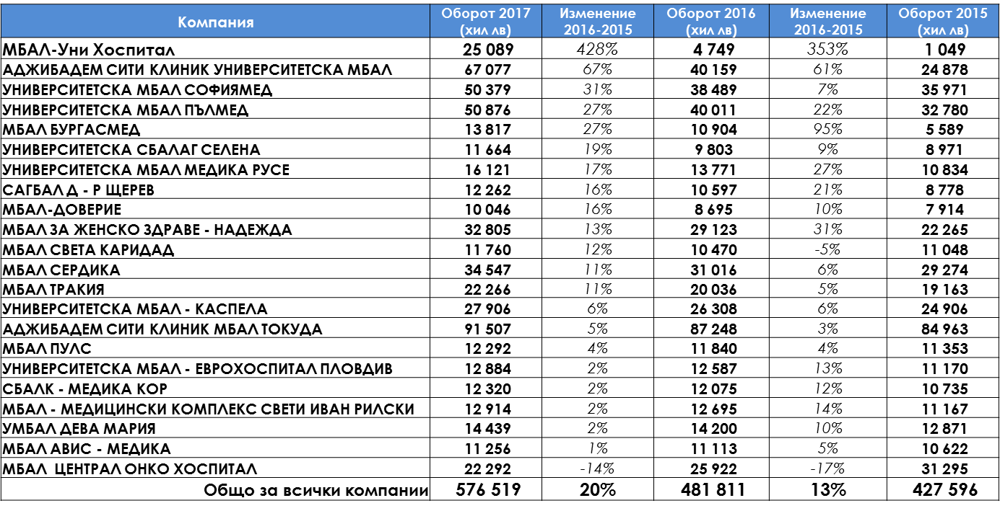 Компания Оборот 2017 (хил лв) Изменение 2016-2015 Оборот 2016 (хил лв) Изменение 2016-2015 Оборот 2015 (хил лв)
МБАЛ-Уни Хоспитал 25 089 428% 4 749 353% 1 049
АДЖИБАДЕМ СИТИ КЛИНИК УНИВЕРСИТЕТСКА МБАЛ 67 077 67% 40 159 61% 24 878
УНИВЕРСИТЕТСКА МБАЛ СОФИЯМЕД 50 379 31% 38 489 7% 35 971
УНИВЕРСИТЕТСКА МБАЛ ПЪЛМЕД 50 876 27% 40 011 22% 32 780
МБАЛ БУРГАСМЕД 13 817 27% 10 904 95% 5 589
УНИВЕРСИТЕТСКА СБАЛАГ СЕЛЕНА 11 664 19% 9 803 9% 8 971
УНИВЕРСИТЕТСКА МБАЛ МЕДИКА РУСЕ 16 121 17% 13 771 27% 10 834
САГБАЛ Д - Р ЩЕРЕВ 12 262 16% 10 597 21% 8 778
МБАЛ-ДОВЕРИЕ 10 046 16% 8 695 10% 7 914
МБАЛ ЗА ЖЕНСКО ЗДРАВЕ - НАДЕЖДА 32 805 13% 29 123 31% 22 265
МБАЛ СВЕТА КАРИДАД 11 760 12% 10 470 -5% 11 048
МБАЛ СЕРДИКА 34 547 11% 31 016 6% 29 274
МБАЛ ТРАКИЯ 22 266 11% 20 036 5% 19 163
УНИВЕРСИТЕТСКА МБАЛ - КАСПЕЛА 27 906 6% 26 308 6% 24 906
АДЖИБАДЕМ СИТИ КЛИНИК МБАЛ ТОКУДА 91 507 5% 87 248 3% 84 963
МБАЛ ПУЛС 12 292 4% 11 840 4% 11 353
УНИВЕРСИТЕТСКА МБАЛ - ЕВРОХОСПИТАЛ ПЛОВДИВ 12 884 2% 12 587 13% 11 170
СБАЛК - МЕДИКА КОР 12 320 2% 12 075 12% 10 735
МБАЛ - МЕДИЦИНСКИ КОМПЛЕКС СВЕТИ ИВАН РИЛСКИ 12 914 2% 12 695 14% 11 167
УМБАЛ ДЕВА МАРИЯ 14 439 2% 14 200 10% 12 871
МБАЛ АВИС - МЕДИКА 11 256 1% 11 113 5% 10 622
МБАЛ ЦЕНТРАЛ ОНКО ХОСПИТАЛ 22 292 -14% 25 922 -17% 31 295
Общо за всички компании 576 519 20% 481 811 13% 427 596